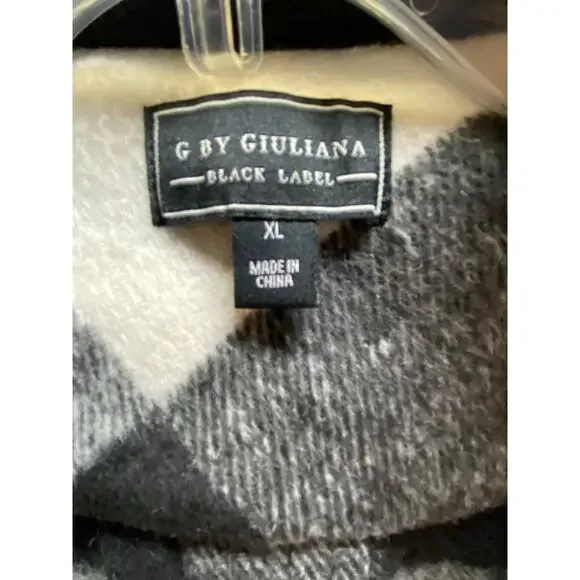 G BY GIULIANA
BLACK LABEL
XL
MADE IN
CHINA